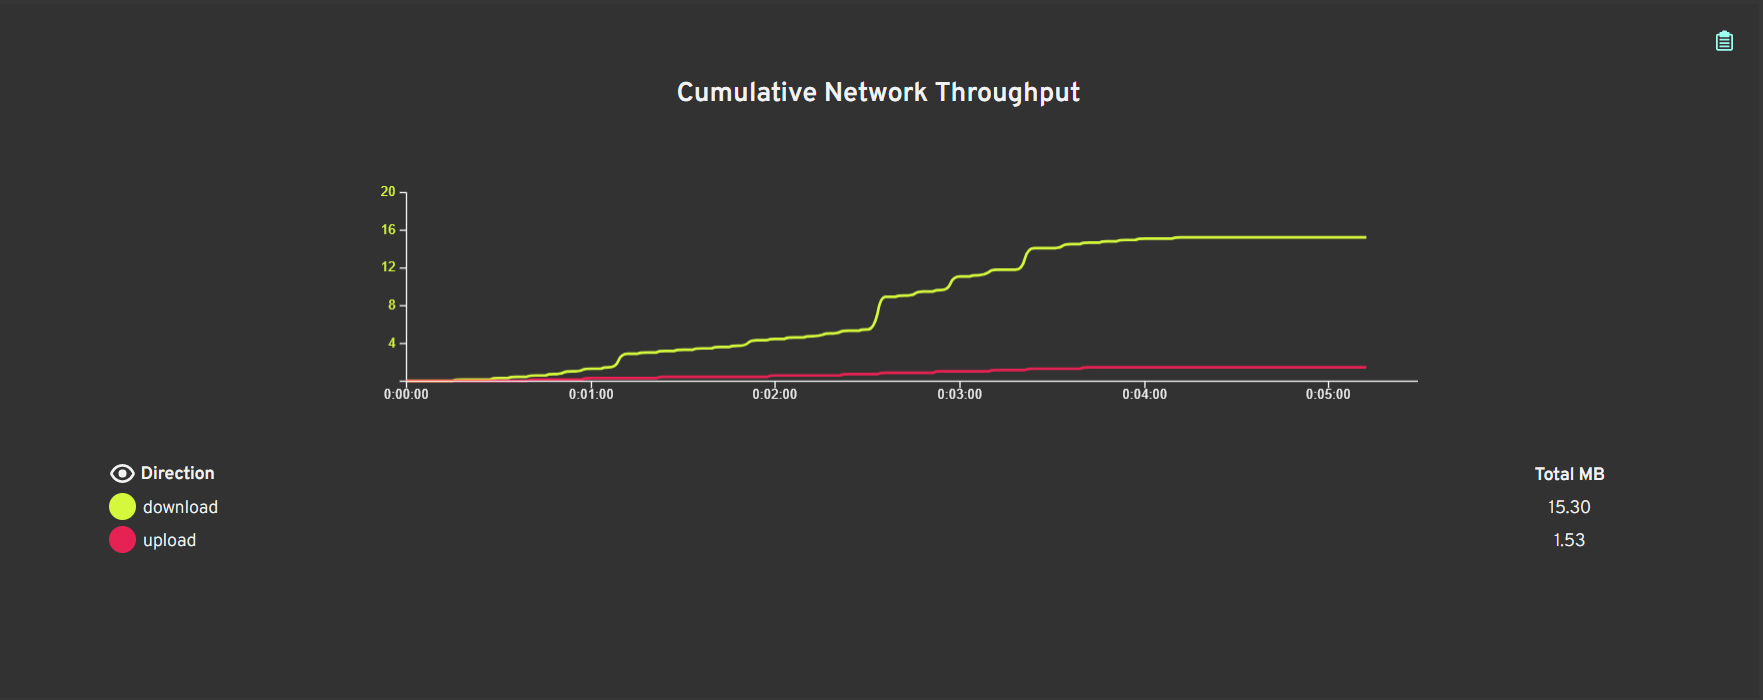 Cumulative Network Throughput
20
16
12
8
4
0:00:00 0:01:00 0:02:00 0:03:00 0:04:00 0:05:00
Direction Total MB
download 15.30
upload 1.53